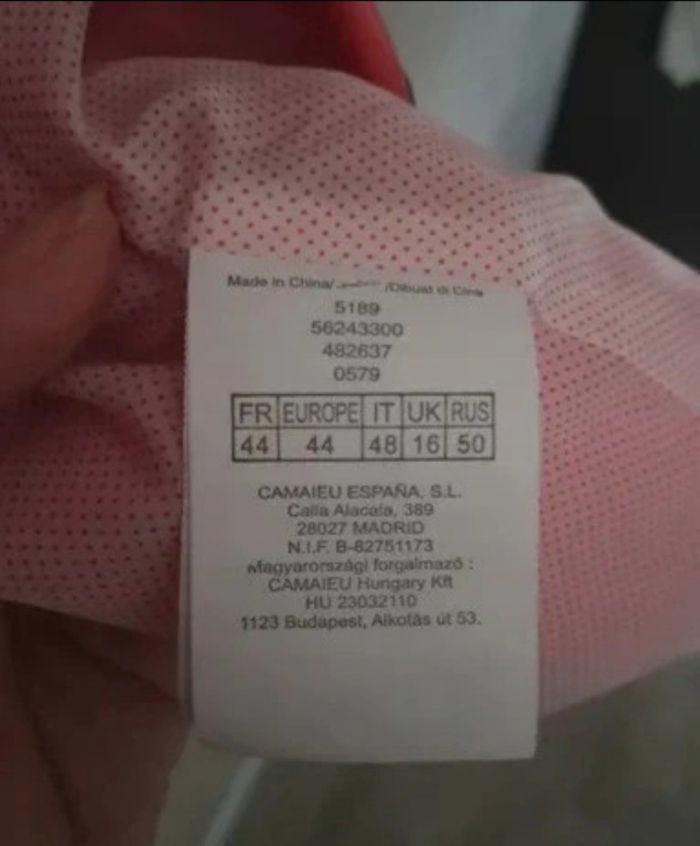 Made in China/ /Dibuat di Cina
5189
56243300
482637
0579
FR EUROPE IT UK RUS
44 44 48 16 50
CAMAIEU ESPAÑA, S.L.
Calla Alacala, 389
28027 MADRID
N.I.F. B-82751173
Magyarországi forgalmazó :
CAMAIEU Hungary Kft
HU 23032110
1123 Budapest, Alkotás út 53.